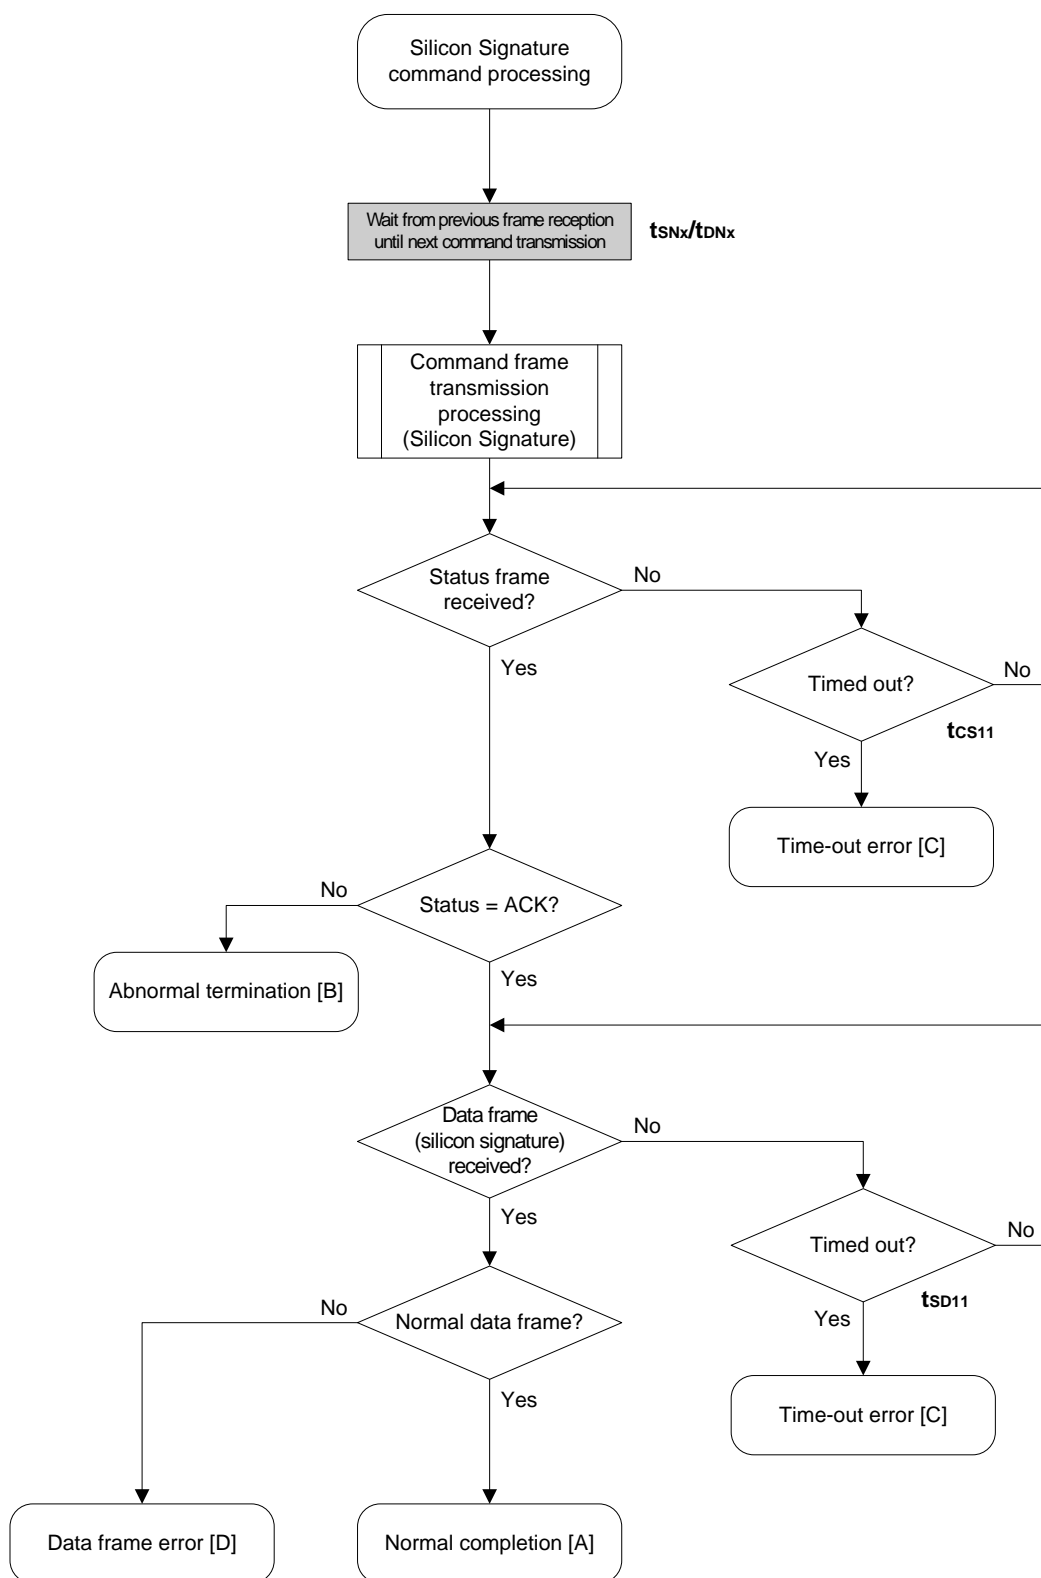 Silicon Signature
command processing
Wait from previous frame reception
until next command transmission
tSNx/tDNx
Command frame
transmission
processing
(Silicon Signature)
Status frame
received?
No
Yes
Timed out?
No
tCS11
Yes
Time-out error [C]
Status = ACK?
No
Abnormal termination [B]
Yes
Data frame
(silicon signature)
received?
No
Yes
Timed out?
No
tSD11
Yes
Time-out error [C]
Normal data frame?
No
Yes
Data frame error [D]
Normal completion [A]